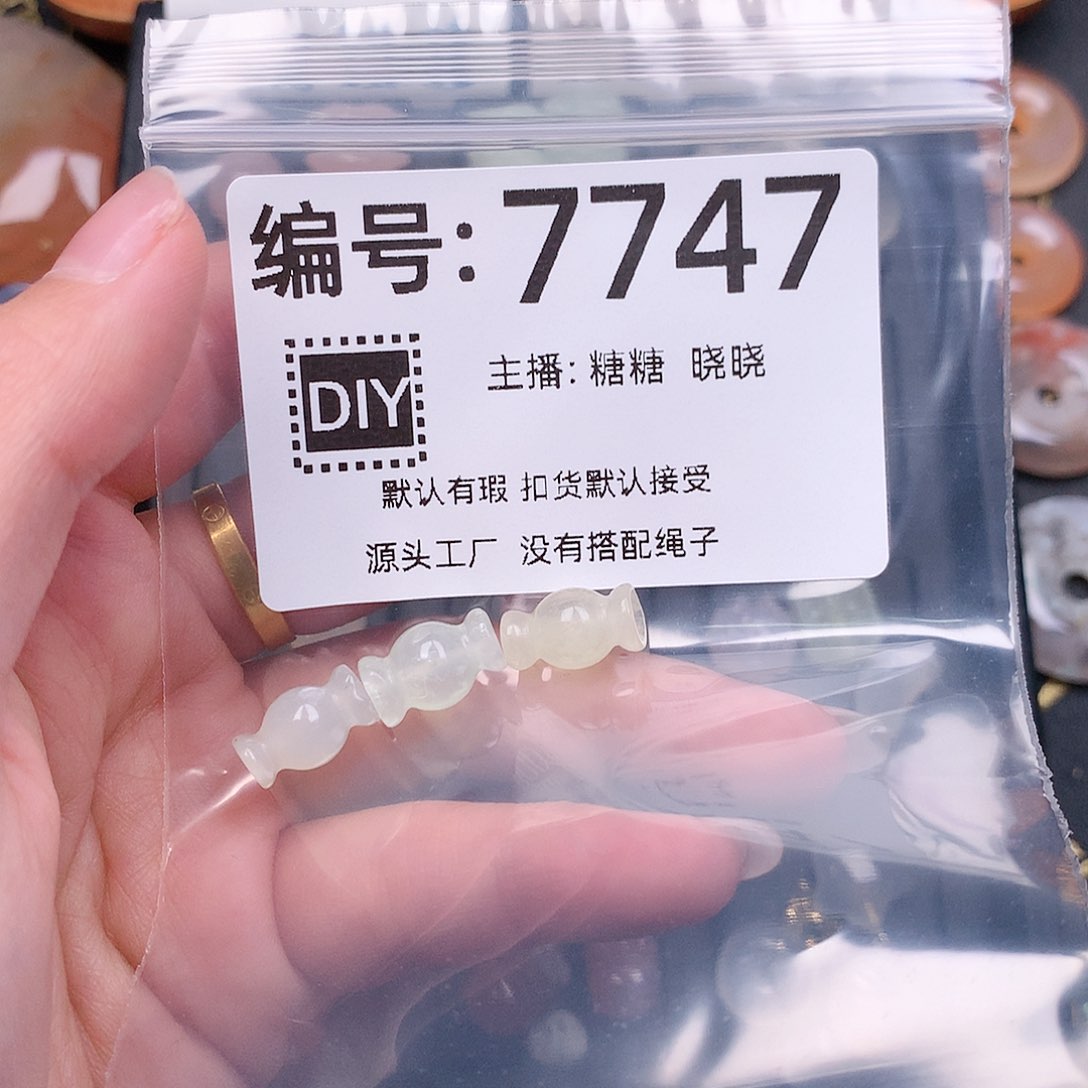 编号:7747
DIY
主播:糖糖 晓晓
默认有瑕 扣货默认接受
源头工厂 没有搭配绳子